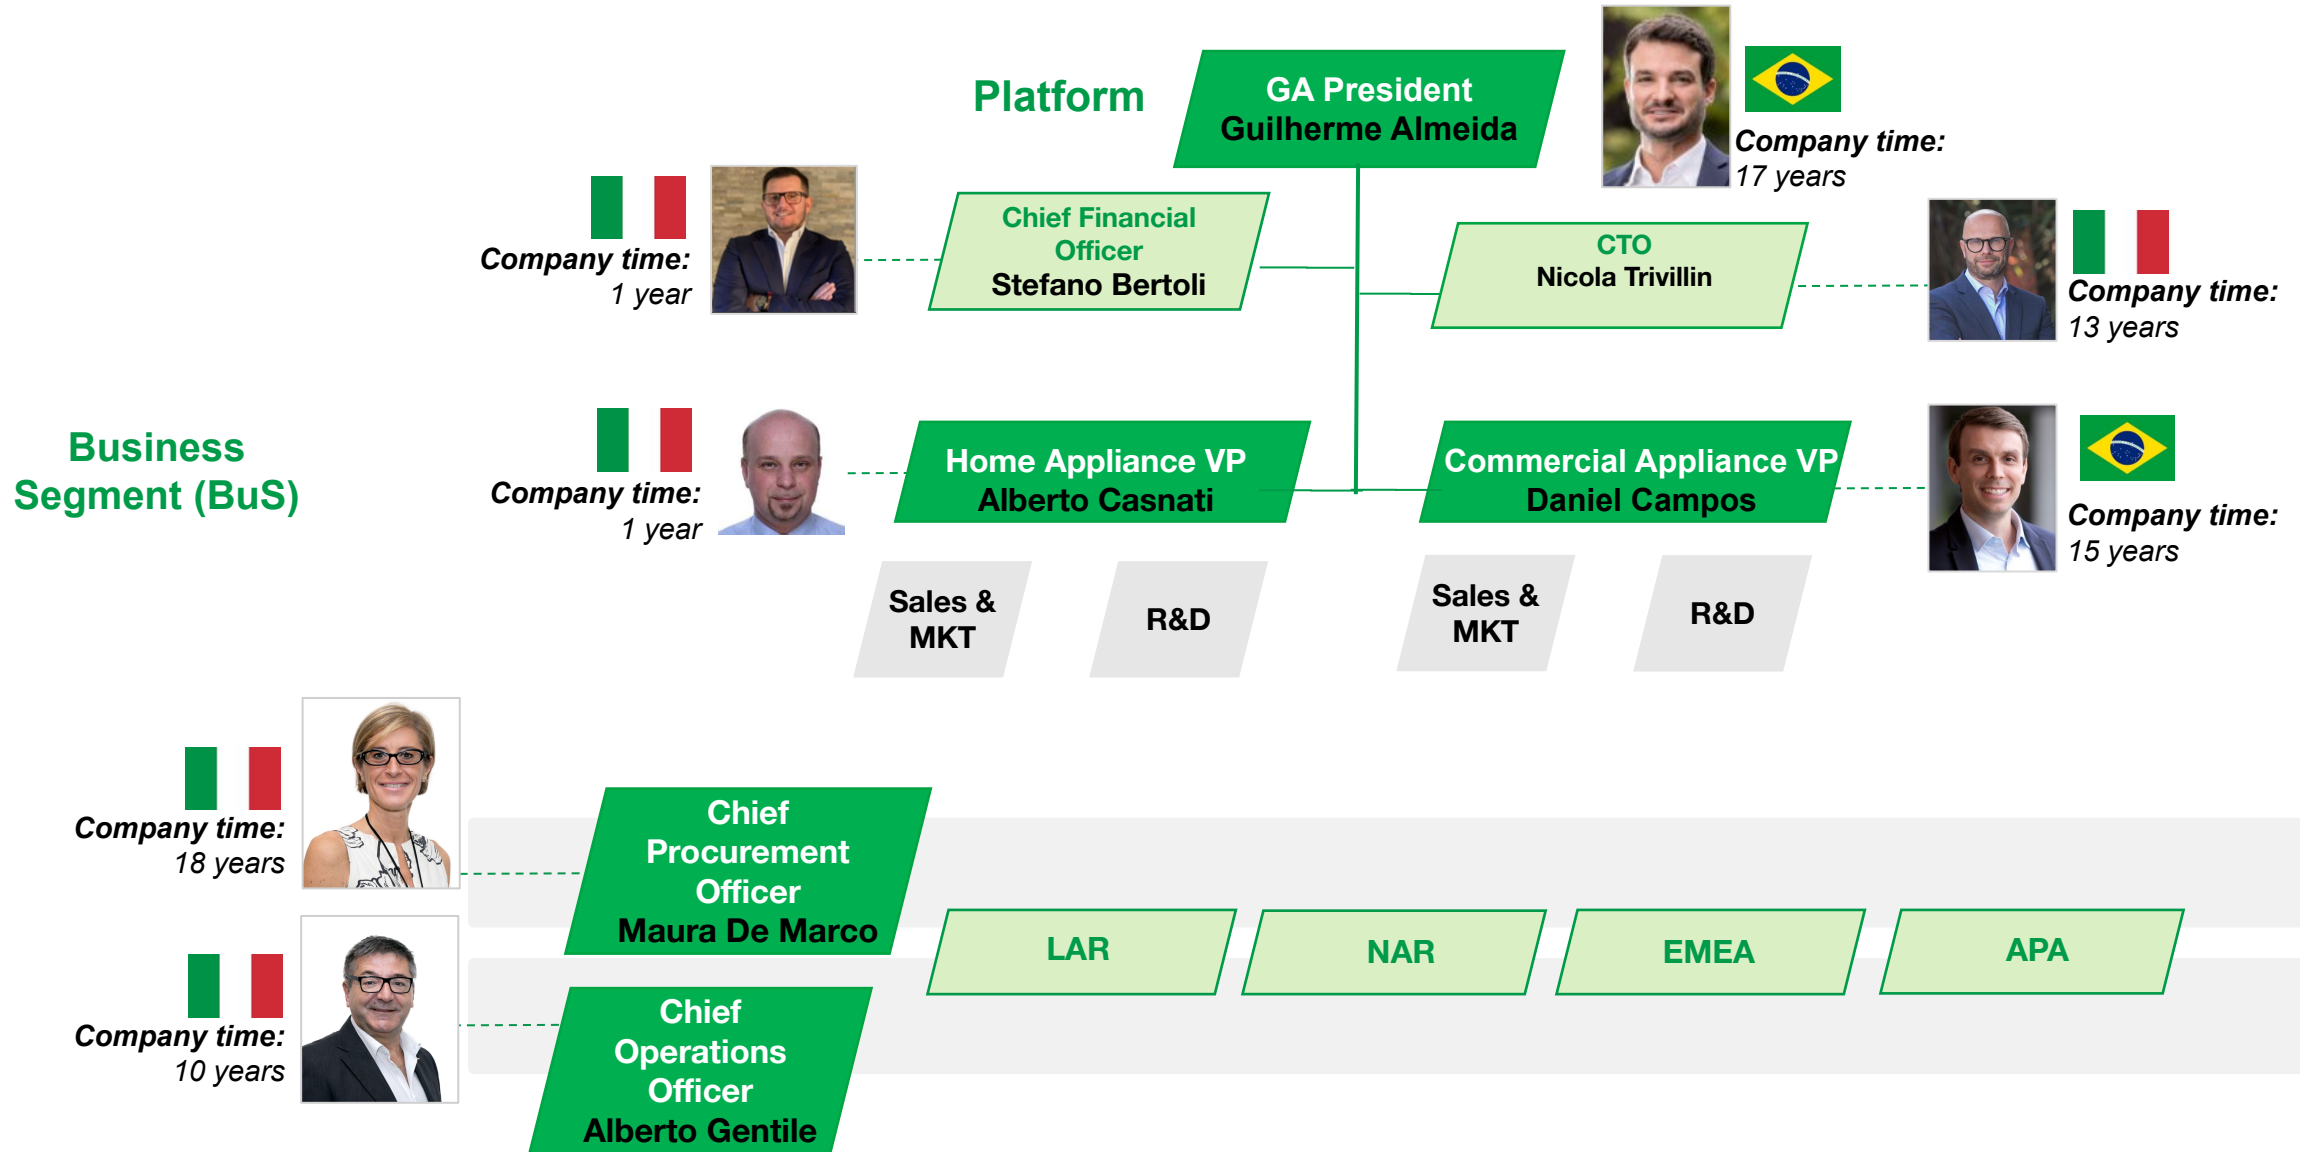 Platform
GA President
Guilherme Almeida
Company time:
17 years
Company time:
1 year
Chief Financial
Officer
Stefano Bertoli
CTO
Nicola Trivillin
Company time:
13 years
Business
Segment (BuS)
Company time:
1 year
Home Appliance VP
Alberto Casnati
Commercial Appliance VP
Daniel Campos
Company time:
15 years
Sales &
MKT
R&D
Sales &
MKT
R&D
Company time:
18 years
Chief
Procurement
Officer
Maura De Marco
LAR
NAR
EMEA
APA
Company time:
10 years
Chief
Operations
Officer
Alberto Gentile